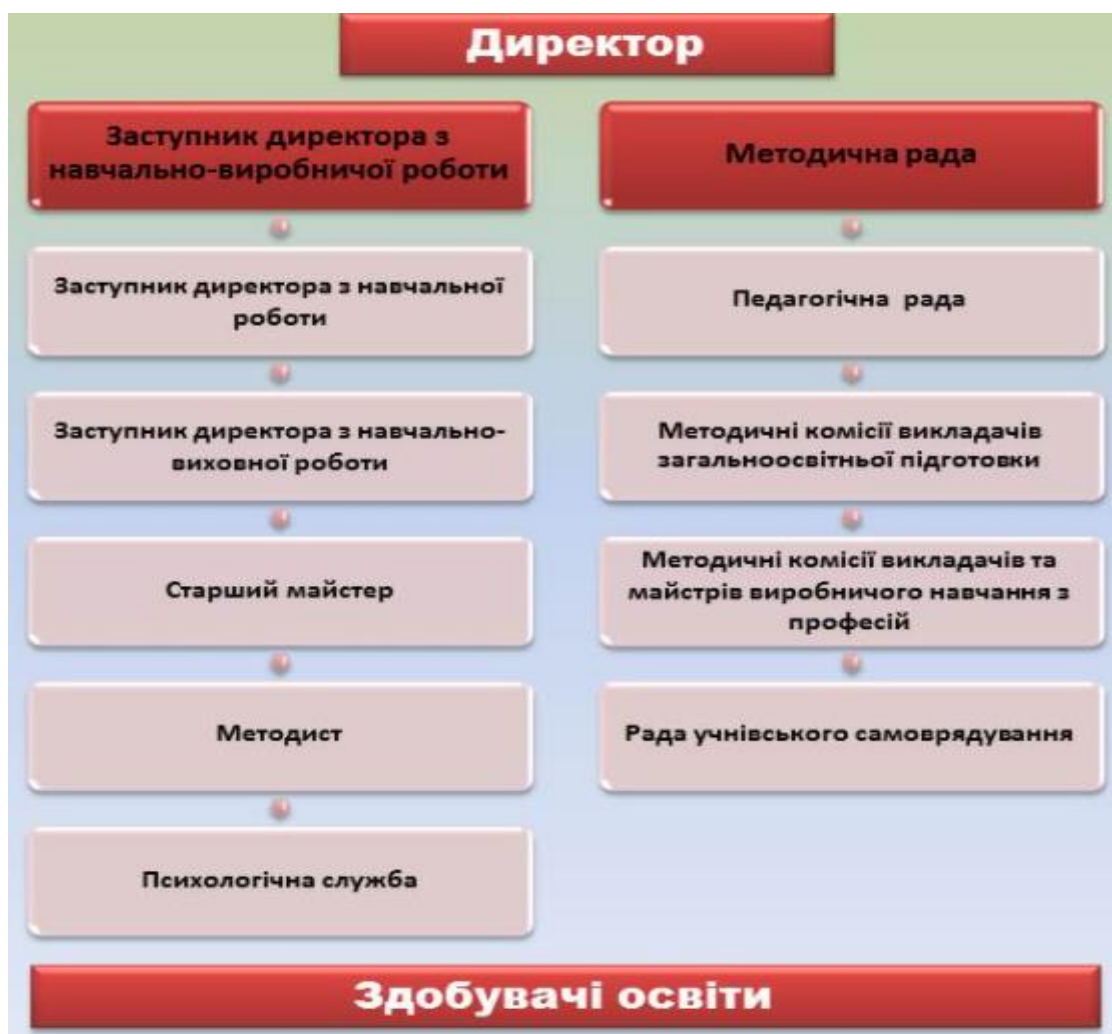 Директор
Заступник директора з
навчально-виробничої роботи
Заступник директора з навчальної
роботи
Заступник директора з навчально-
виховної роботи
Старший майстер
Методист
Психологічна служба
Методична рада
Педагогічна рада
Методичні комісії викладачів
загальноосвітньої підготовки
Методичні комісії викладачів та
майстрів виробничого навчання з
професій
Рада учнівського самоврядування
Здобувачі освіти